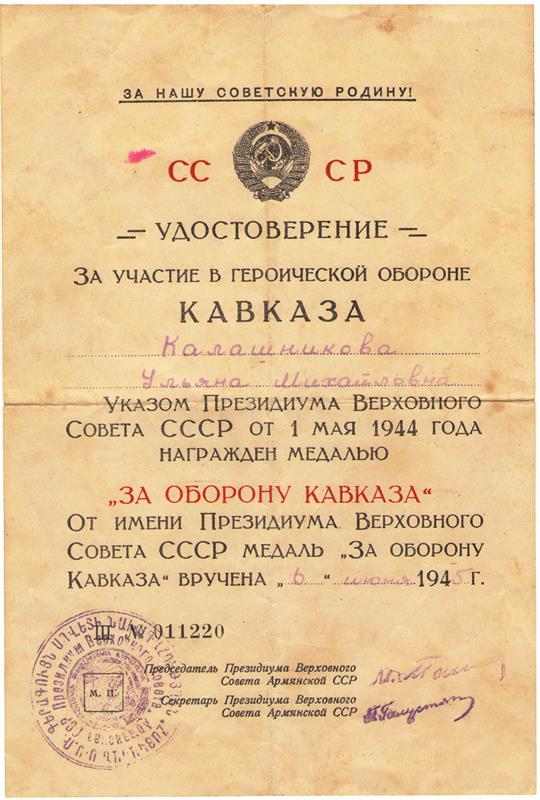 ЗА НАШУ СОВЕТСКУЮ РОДИНУ!
СССР
УДОСТОВЕРЕНИЕ
ЗА УЧАСТИЕ В ГЕРОИЧЕСКОЙ ОБОРОНЕ
КАВКАЗА
Калашникова
Ульяна Михайловна
УКАЗОМ ПРЕЗИДИУМА ВЕРХОВНОГО
СОВЕТА СССР ОТ 1 МАЯ 1944 ГОДА
НАГРАЖДЕН МЕДАЛЬЮ
„ЗА ОБОРОНУ КАВКАЗА“
ОТ ИМЕНИ ПРЕЗИДИУМА ВЕРХОВНОГО
СОВЕТА СССР МЕДАЛЬ „ЗА ОБОРОНУ
КАВКАЗА“ ВРУЧЕНА „6“ июня 1945 Г.
Ш № 011220
Председатель Президиума Верховного
Совета Армянской ССР
М. П.
Секретарь Президиума Верховного
Совета Армянской ССР